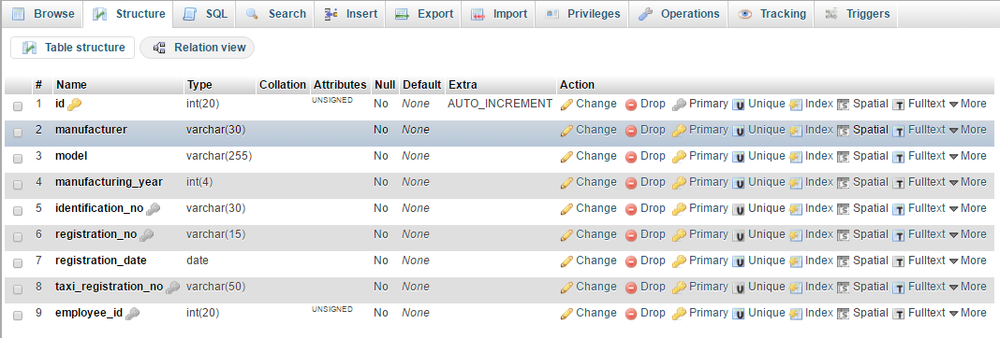 Browse Structure SQL Search Insert Export Import Privileges Operations Tracking Triggers
Table structure Relation view
# Name Type Collation Attributes Null Default Extra Action
1 id int(20) UNSIGNED No None AUTO_INCREMENT Change Drop Primary Unique Index Spatial Fulltext More
2 manufacturer varchar(30) No None Change Drop Primary Unique Index Spatial Fulltext More
3 model varchar(255) No None Change Drop Primary Unique Index Spatial Fulltext More
4 manufacturing_year int(4) No None Change Drop Primary Unique Index Spatial Fulltext More
5 identification_no varchar(30) No None Change Drop Primary Unique Index Spatial Fulltext More
6 registration_no varchar(15) No None Change Drop Primary Unique Index Spatial Fulltext More
7 registration_date date No None Change Drop Primary Unique Index Spatial Fulltext More
8 taxi_registration_no varchar(50) No None Change Drop Primary Unique Index Spatial Fulltext More
9 employee_id int(20) UNSIGNED No None Change Drop Primary Unique Index Spatial Fulltext More